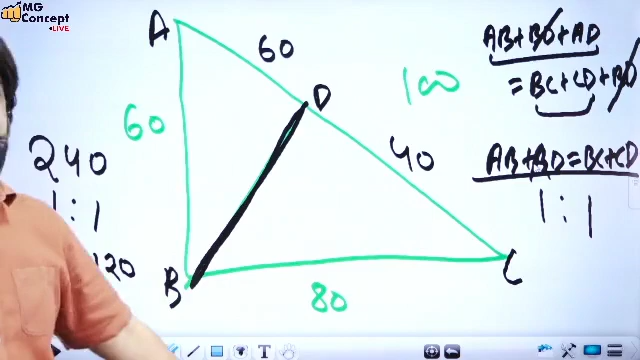 MG
Concept
LIVE
A
60
D
100
60
40
B
80
C
240
1:1
120
AB+BD+AD
=BC+CD+BD
AB+BD=BC+CD
1:1
T